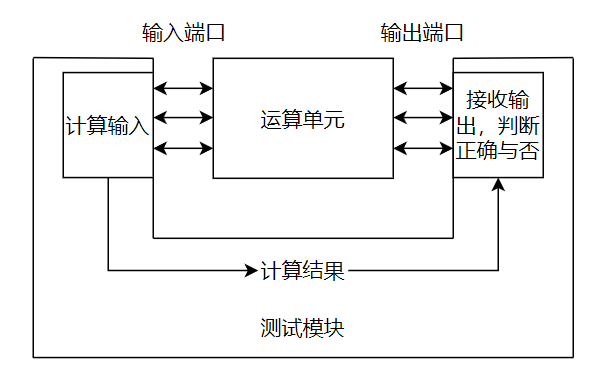 输入端口
输出端口
计算输入
运算单元
接收输
出，判断
正确与否
计算结果
测试模块